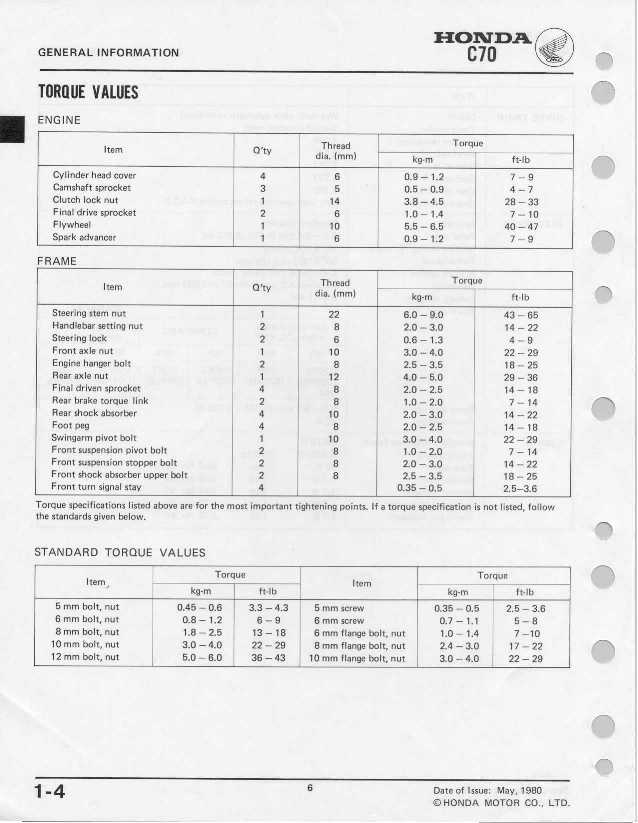 GENERAL INFORMATION
HONDA
C70
TORQUE VALUES
ENGINE
Item Q'ty Thread dia. (mm) Torque
kg-m ft-lb
Cylinder head cover 4 6 0.9 – 1.2 7 – 9
Camshaft sprocket 3 5 0.5 – 0.9 4 – 7
Clutch lock nut 1 14 3.8 – 4.5 28 – 33
Final drive sprocket 2 6 1.0 – 1.4 7 – 10
Flywheel 1 10 5.5 – 6.5 40 – 47
Spark advancer 1 6 0.9 – 1.2 7 – 9
FRAME
Item Q'ty Thread dia. (mm) Torque
kg-m ft-lb
Steering stem nut 1 22 6.0 – 9.0 43 – 65
Handlebar setting nut 2 8 2.0 – 3.0 14 – 22
Steering lock 2 6 0.6 – 1.3 4 – 9
Front axle nut 1 10 3.0 – 4.0 22 – 29
Engine hanger bolt 2 8 2.5 – 3.5 18 – 25
Rear axle nut 1 12 4.0 – 5.0 29 – 36
Final driven sprocket 4 8 2.0 – 2.5 14 – 18
Rear brake torque link 2 8 1.0 – 2.0 7 – 14
Rear shock absorber 4 10 2.0 – 3.0 14 – 22
Foot peg 4 8 2.0 – 2.5 14 – 18
Swingarm pivot bolt 1 10 3.0 – 4.0 22 – 29
Front suspension pivot bolt 2 8 1.0 – 2.0 7 – 14
Front suspension stopper bolt 2 8 2.0 – 3.0 14 – 22
Front shock absorber upper bolt 2 8 2.5 – 3.5 18 – 25
Front turn signal stay 4 0.35 – 0.5 2.5–3.6
Torque specifications listed above are for the most important tightening points. If a torque specification is not listed, follow
the standards given below.
STANDARD TORQUE VALUES
Item Torque Item Torque
kg-m ft-lb kg-m ft-lb
5 mm bolt, nut 0.45 – 0.6 3.3 – 4.3 5 mm screw 0.35 – 0.5 2.5 – 3.6
6 mm bolt, nut 0.8 – 1.2 6 – 9 6 mm screw 0.7 – 1.1 5 – 8
8 mm bolt, nut 1.8 – 2.5 13 – 18 6 mm flange bolt, nut 1.0 – 1.4 7 –10
10 mm bolt, nut 3.0 – 4.0 22 – 29 8 mm flange bolt, nut 2.4 – 3.0 17 – 22
12 mm bolt, nut 5.0 – 6.0 36 – 43 10 mm flange bolt, nut 3.0 – 4.0 22 – 29
1-4 6 Date of Issue: May, 1980
© HONDA MOTOR CO., LTD.